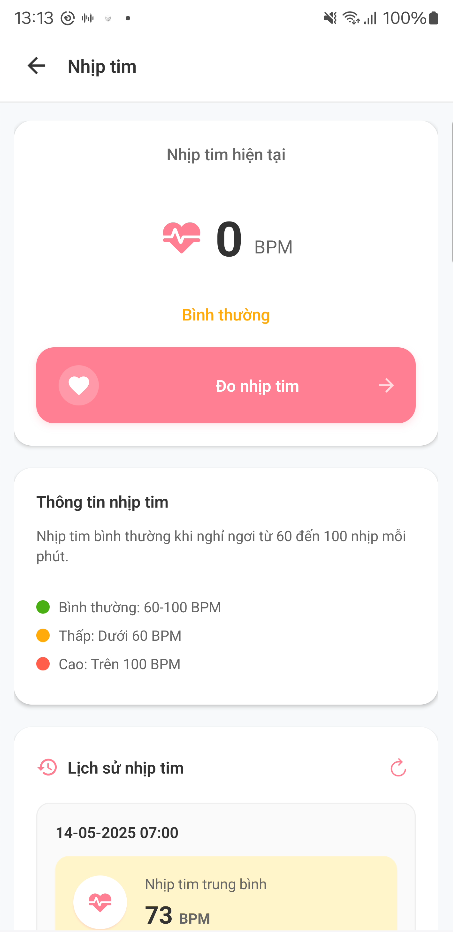 13:13
100%
Nhịp tim
Nhịp tim hiện tại
0 BPM
Bình thường
Đo nhịp tim
Thông tin nhịp tim
Nhịp tim bình thường khi nghỉ ngơi từ 60 đến 100 nhịp mỗi
phút.
Bình thường: 60-100 BPM
Thấp: Dưới 60 BPM
Cao: Trên 100 BPM
Lịch sử nhịp tim
14-05-2025 07:00
Nhịp tim trung bình
73 BPM